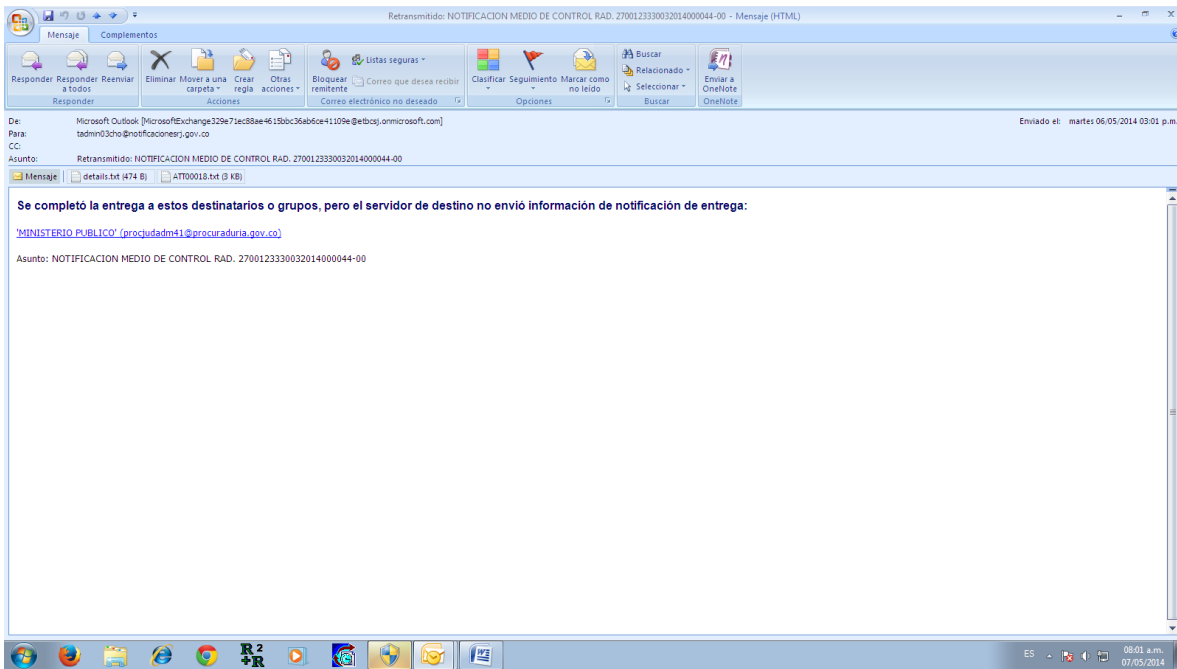 Retransmitido: NOTIFICACION MEDIO DE CONTROL RAD. 27001233300320140000044-00 - Mensaje (HTML)
Mensaje Complementos
Responder Responder a todos Reenviar Eliminar Mover a una carpeta Crear regla Otras acciones Bloquear remitente Listas seguras Correo que desea recibir Clasificar Seguimiento Marcar como no leído Buscar Relacionado Seleccionar Enviar a OneNote
Responder Acciones Correo electrónico no deseado Opciones Buscar OneNote
De: Microsoft Outlook [MicrosoftExchange329e71ec88ae4615bbc36ab6ce41109e@etbcsj.onmicrosoft.com] Enviado el: martes 06/05/2014 03:01 p.m.
Para: tadmin03cho@notificacionesrj.gov.co
CC:
Asunto: Retransmitido: NOTIFICACION MEDIO DE CONTROL RAD. 2700123330032014000044-00
Mensaje details.txt (474 B) ATT00018.txt (3 KB)
Se completó la entrega a estos destinatarios o grupos, pero el servidor de destino no envió información de notificación de entrega:
'MINISTERIO PUBLICO' (procjudadm41@procuraduria.gov.co)
Asunto: NOTIFICACION MEDIO DE CONTROL RAD. 2700123330032014000044-00
R 2
+R
W
ES 08:01 a.m.
07/05/2014